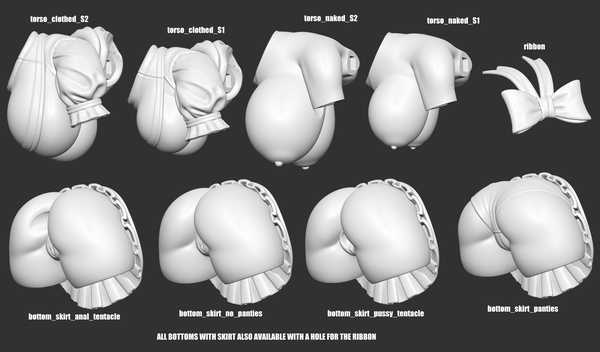 torso_clothed_S2
torso_clothed_S1
torso_naked_S2
torso_naked_S1
ribbon
bottom_skirt_anal_tentacle
bottom_skirt_no_panties
bottom_skirt_pussy_tentacle
bottom_skirt_panties
ALL BOTTOMS WITH SKIRT ALSO AVAILABLE WITH A HOLE FOR THE RIBBON